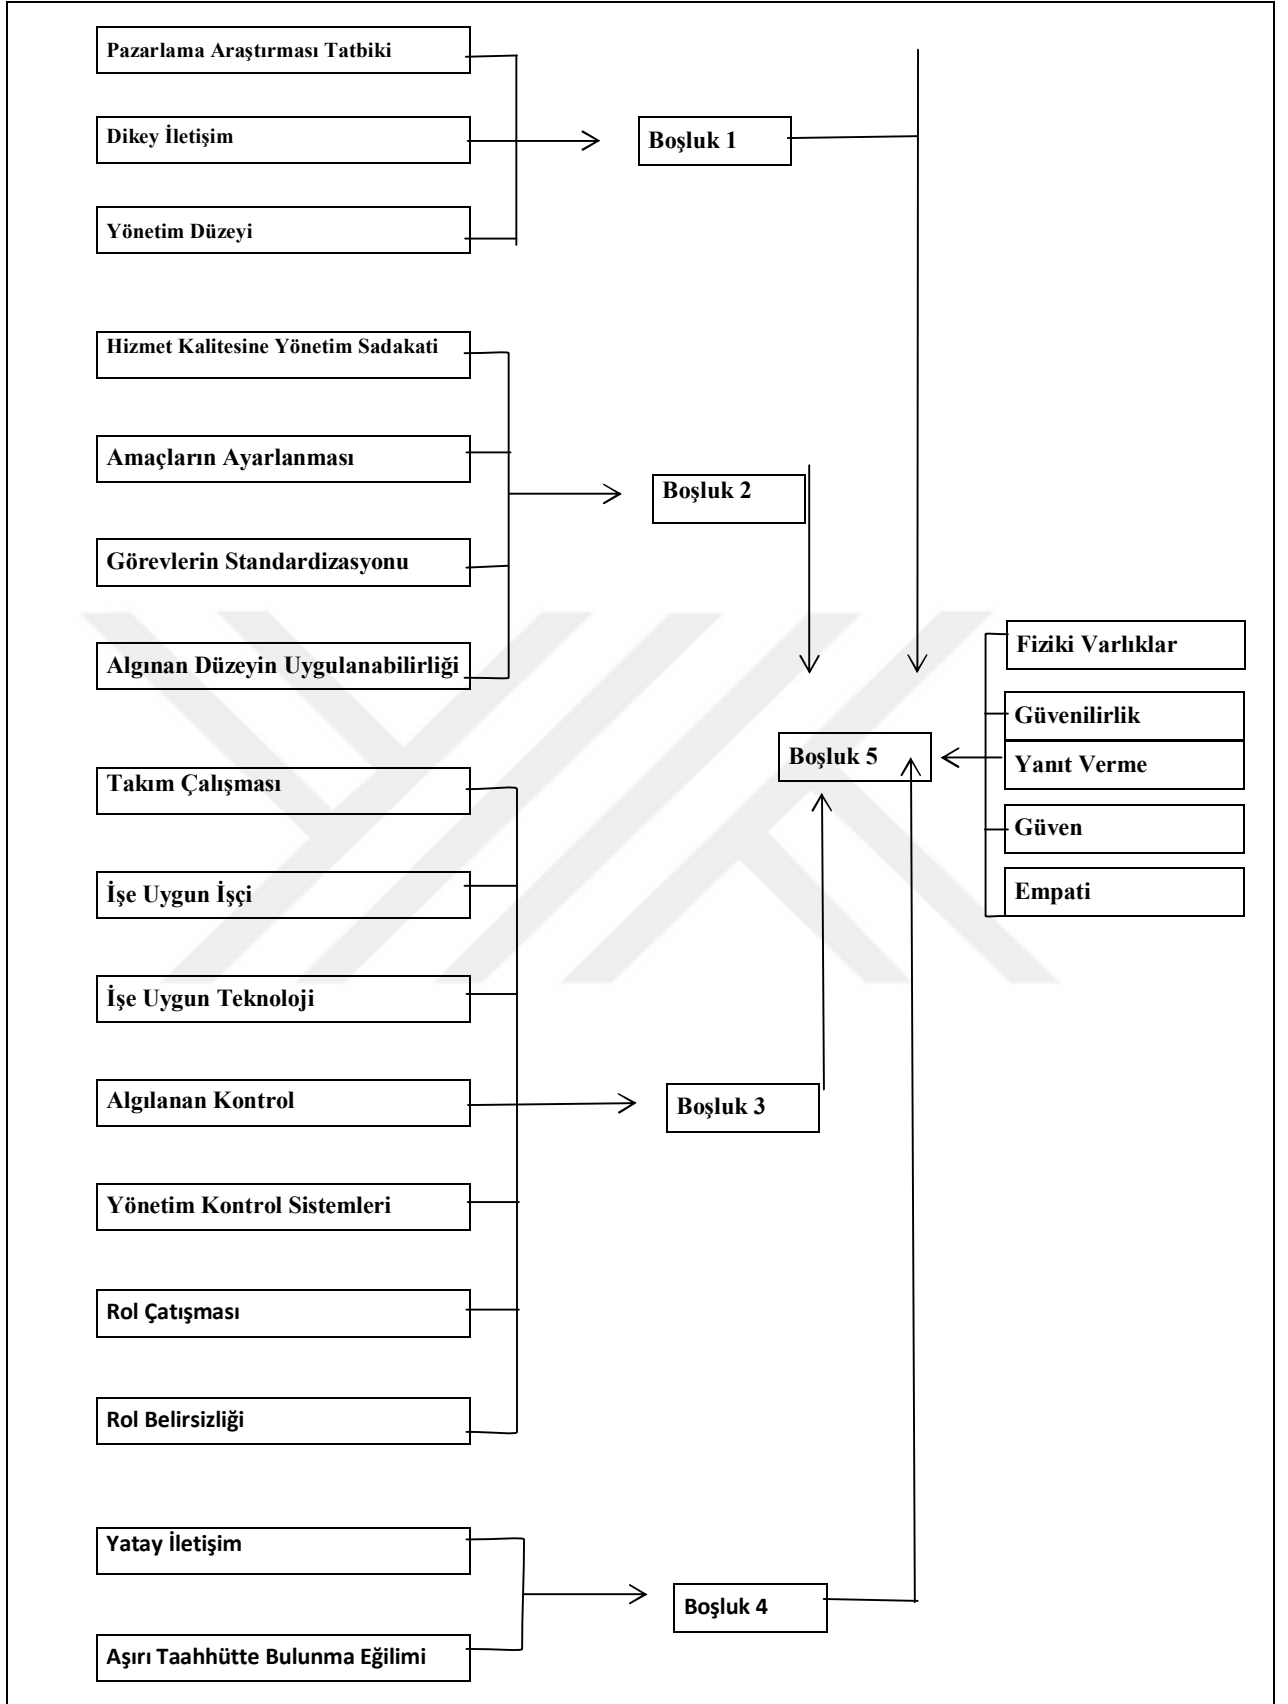 Pazarlama Araştırması Tatbiki
Dikey İletişim
Boşluk 1
Yönetim Düzeyi
Hizmet Kalitesine Yönetim Sadakati
Amaçların Ayarlanması
Boşluk 2
Görevlerin Standardizasyonu
Algınan Düzeyin Uygulanabilirliği
Fiziki Varlıklar
Güvenilirlik
Boşluk 5
Yanıt Verme
Takım Çalışması
Güven
İşe Uygun İşçi
Empati
İşe Uygun Teknoloji
Algılanan Kontrol
Boşluk 3
Yönetim Kontrol Sistemleri
Rol Çatışması
Rol Belirsizliği
Yatay İletişim
Boşluk 4
Aşırı Taahhütte Bulunma Eğilimi